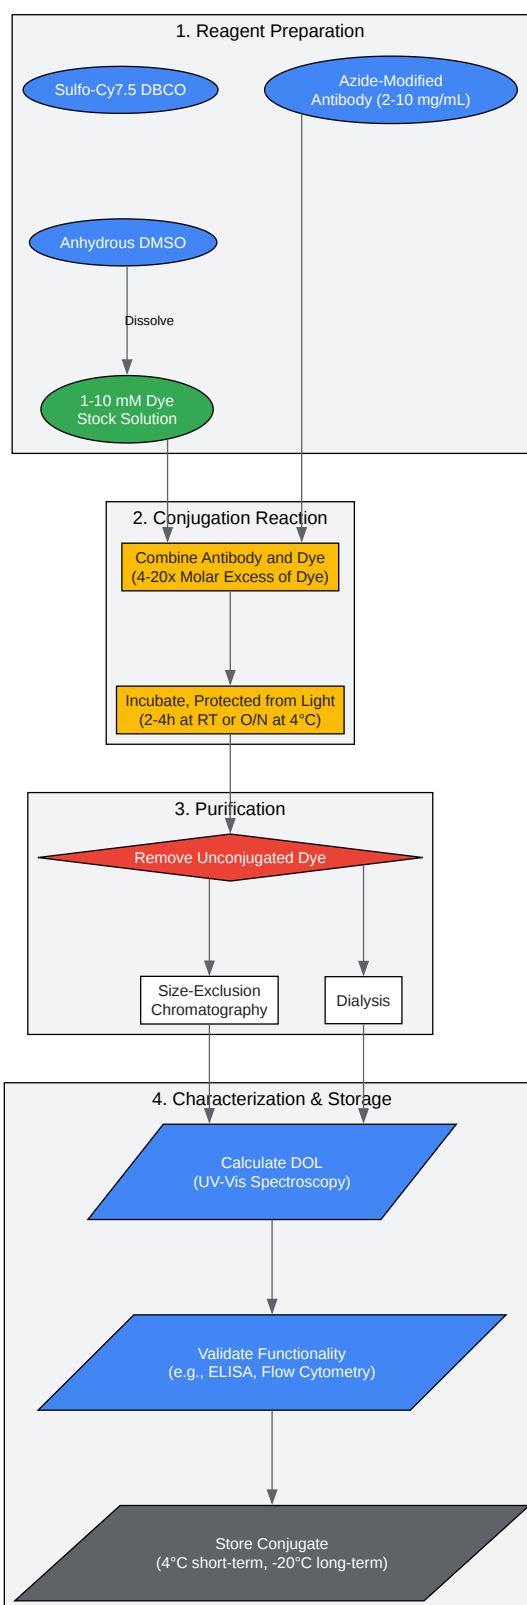 1. Reagent Preparation
Sulfo-Cy7.5 DBCO
Azide-Modified
Antibody (2-10 mg/mL)
Anhydrous DMSO
Dissolve
1-10 mM Dye
Stock Solution
2. Conjugation Reaction
Combine Antibody and Dye
(4-20x Molar Excess of Dye)
Incubate, Protected from Light
(2-4h at RT or O/N at 4°C)
3. Purification
Remove Unconjugated Dye
Size-Exclusion
Chromatography
Dialysis
4. Characterization & Storage
Calculate DOL
(UV-Vis Spectroscopy)
Validate Functionality
(e.g., ELISA, Flow Cytometry)
Store Conjugate
(4°C short-term, -20°C long-term)